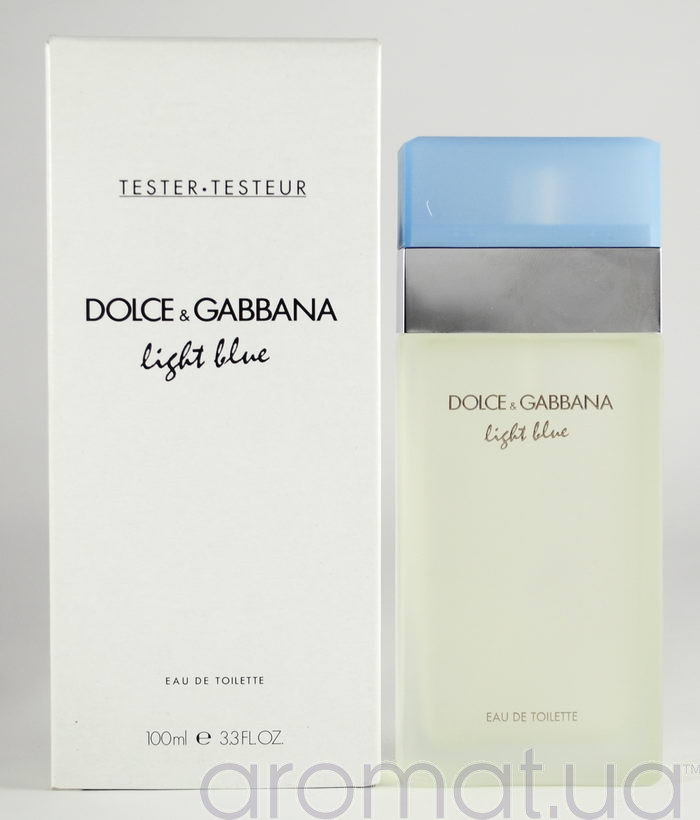 TESTER•TESTEUR
DOLCE & GABBANA
light blue
EAU DE TOILETTE
100ml ℮ 3.3FL.OZ.
DOLCE & GABBANA
light blue
EAU DE TOILETTE
aromat.ua™